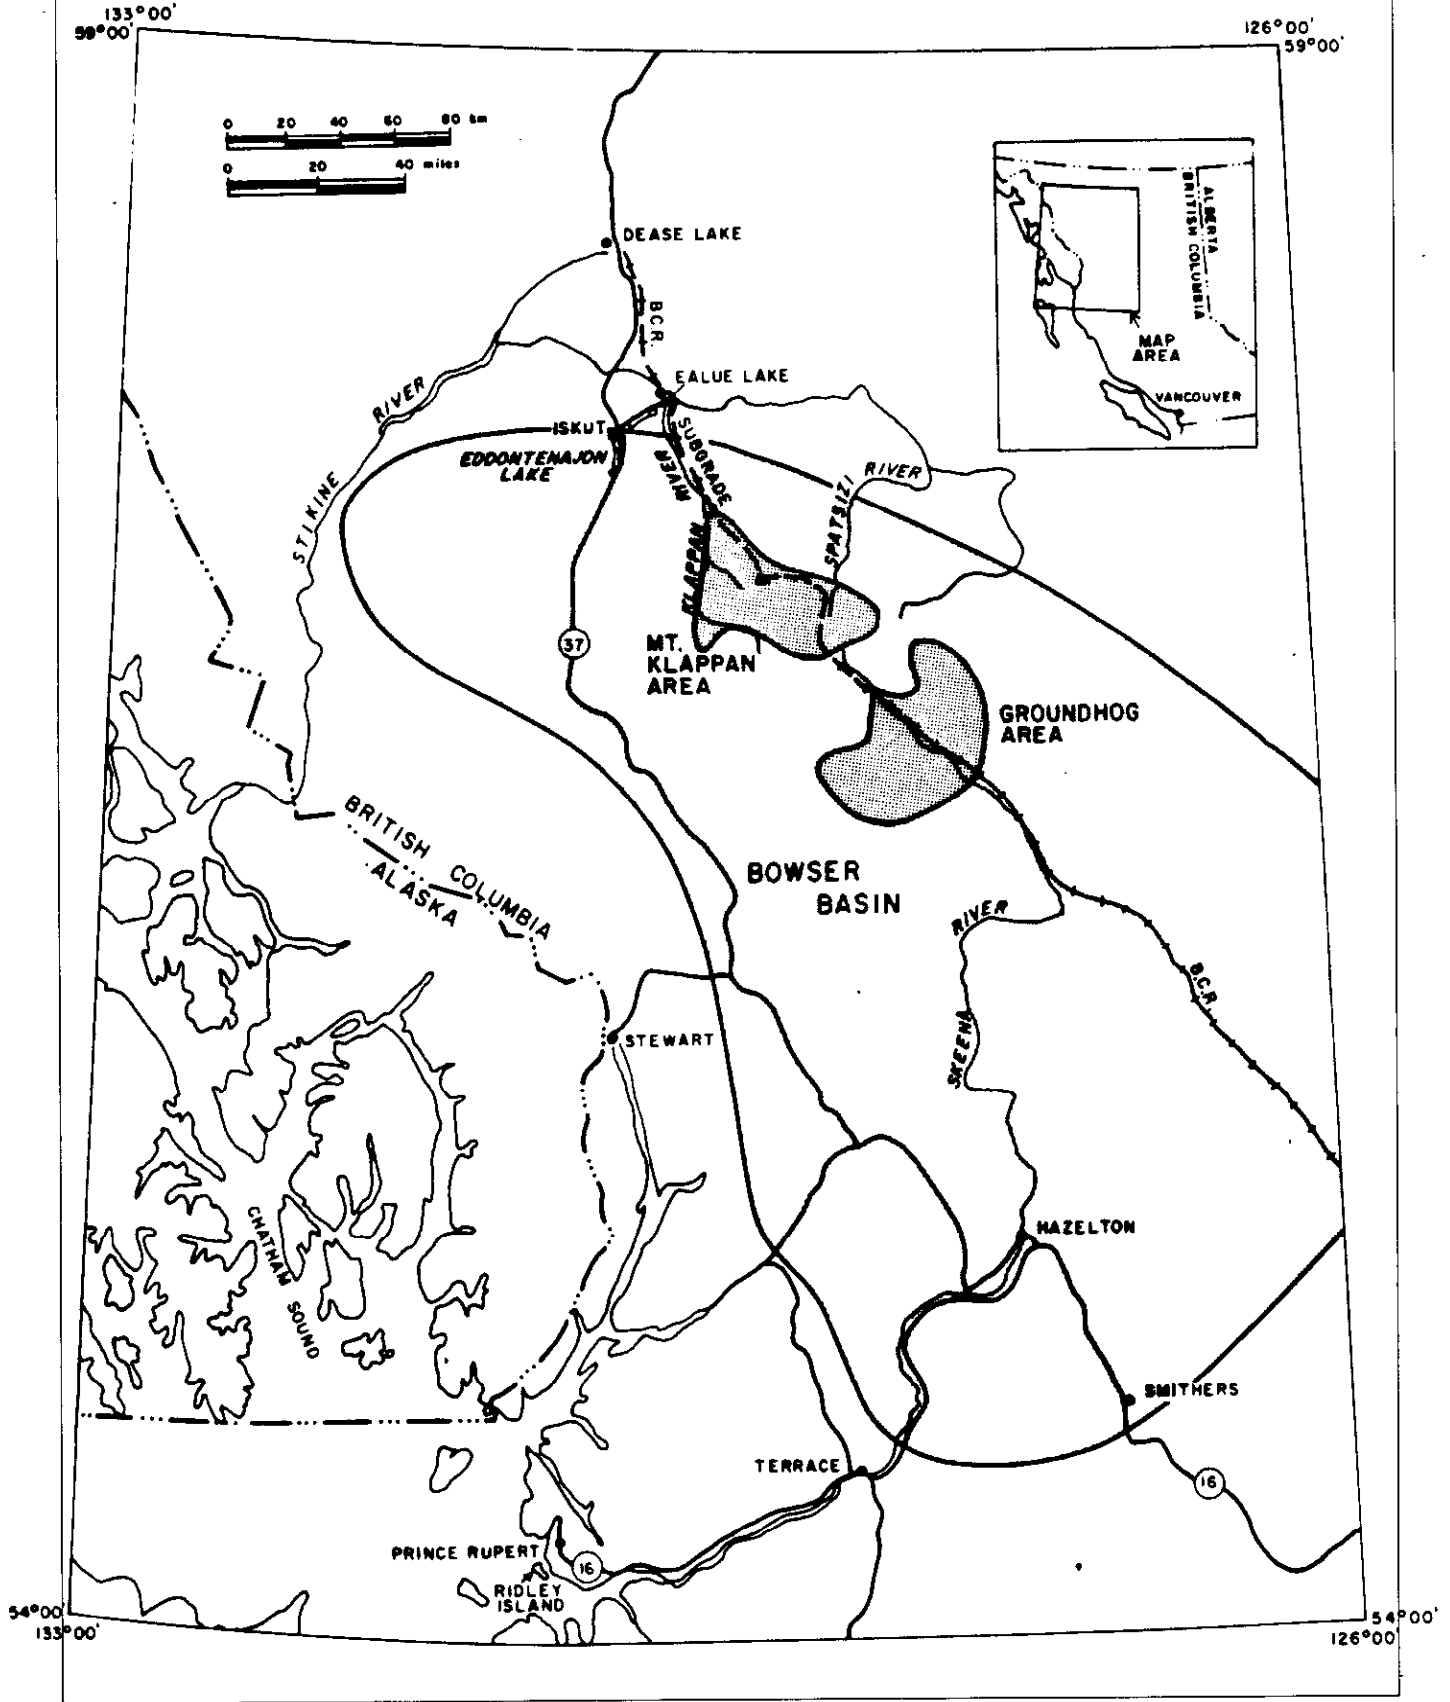 133°00'
59°00'
126°00'
59°00'
0 20 40 60 80 km
0 20 40 miles
ALBERTA
BRITISH COLUMBIA
MAP
AREA
VANCOUVER
DEASE LAKE
B.C.R.
EALUE LAKE
RIVER
STIKINE
ISKUT
EDDONTENAJON
LAKE
SUBGRADE
RIVER
KLAPPAN
SPATSIZI RIVER
37
MT.
KLAPPAN
AREA
GROUNDHOG
AREA
BRITISH COLUMBIA
ALASKA
BOWSER
BASIN
RIVER
SKEENA
B.C.R.
STEWART
CHATHAM SOUND
HAZELTON
SMITHERS
TERRACE
16
PRINCE RUPERT
16
RIDLEY
ISLAND
54°00'
133°00'
54°00'
126°00'